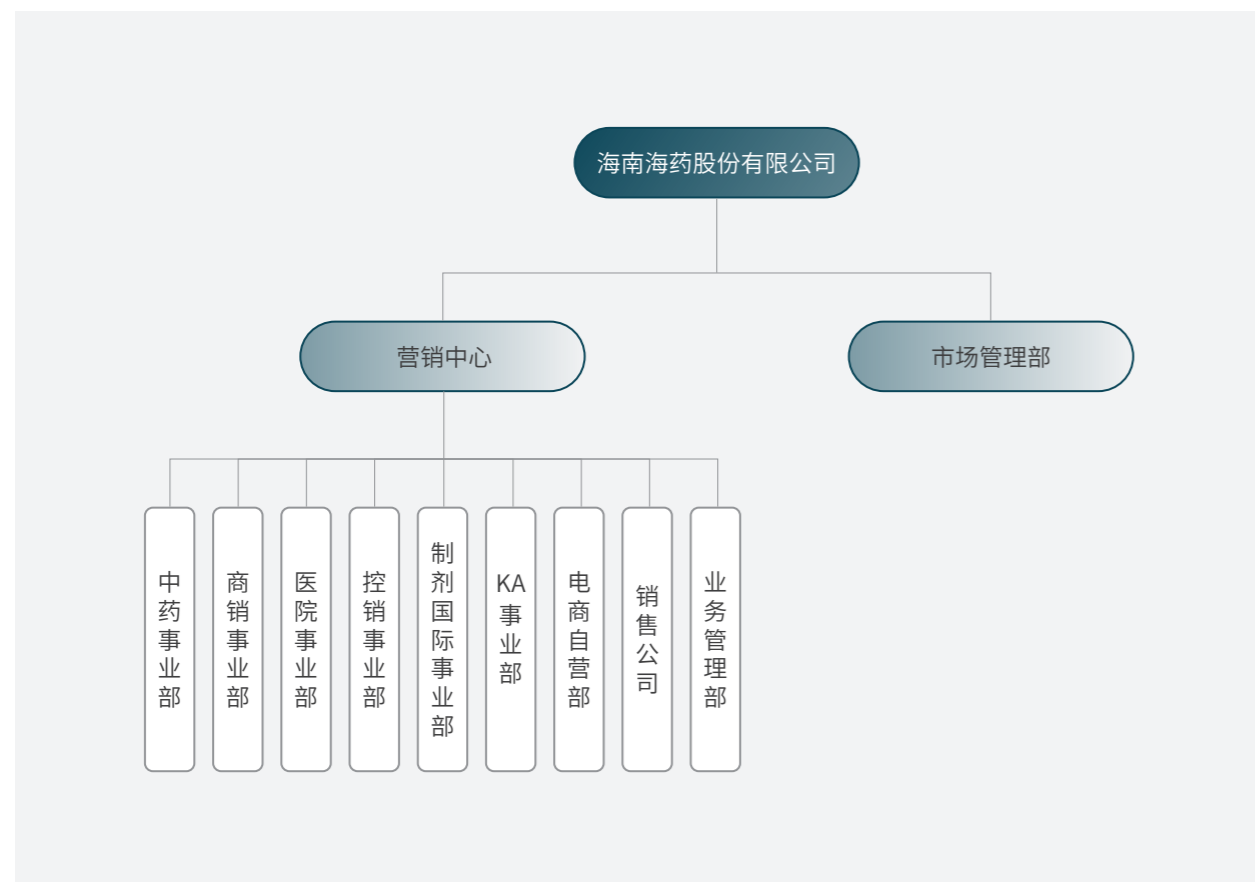 海南海药股份有限公司
营销中心
市场管理部
中药事业部
商销事业部
医院事业部
控销事业部
制剂国际事业部
KA事业部
电商自营部
销售公司
业务管理部